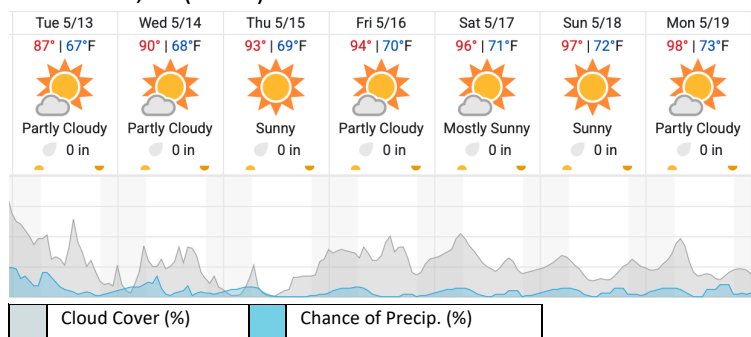 Tue 5/13 Wed 5/14 Thu 5/15 Fri 5/16 Sat 5/17 Sun 5/18 Mon 5/19
87° | 67°F 90° | 68°F 93° | 69°F 94° | 70°F 96° | 71°F 97° | 72°F 98° | 73°F
Partly Cloudy Partly Cloudy Sunny Partly Cloudy Mostly Sunny Sunny Partly Cloudy
0 in 0 in 0 in 0 in 0 in 0 in 0 in
Cloud Cover (%) Chance of Precip. (%)